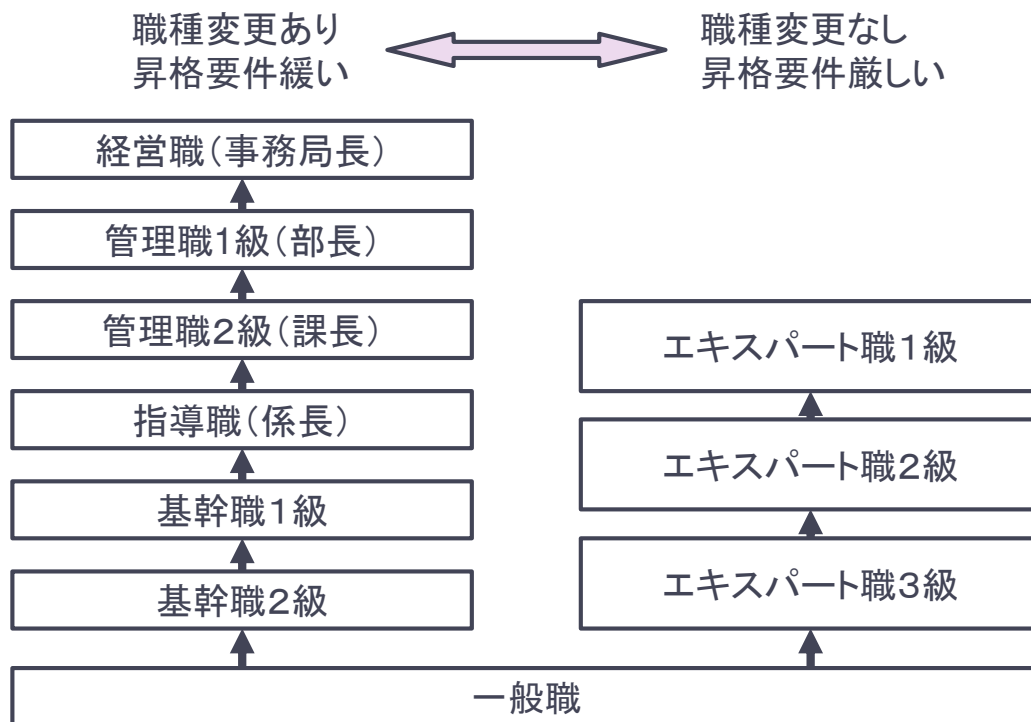 職種変更あり
昇格要件緩い
職種変更なし
昇格要件厳しい
経営職(事務局長)
管理職1級(部長)
管理職2級(課長)
指導職(係長)
基幹職1級
基幹職2級
エキスパート職1級
エキスパート職2級
エキスパート職3級
一般職